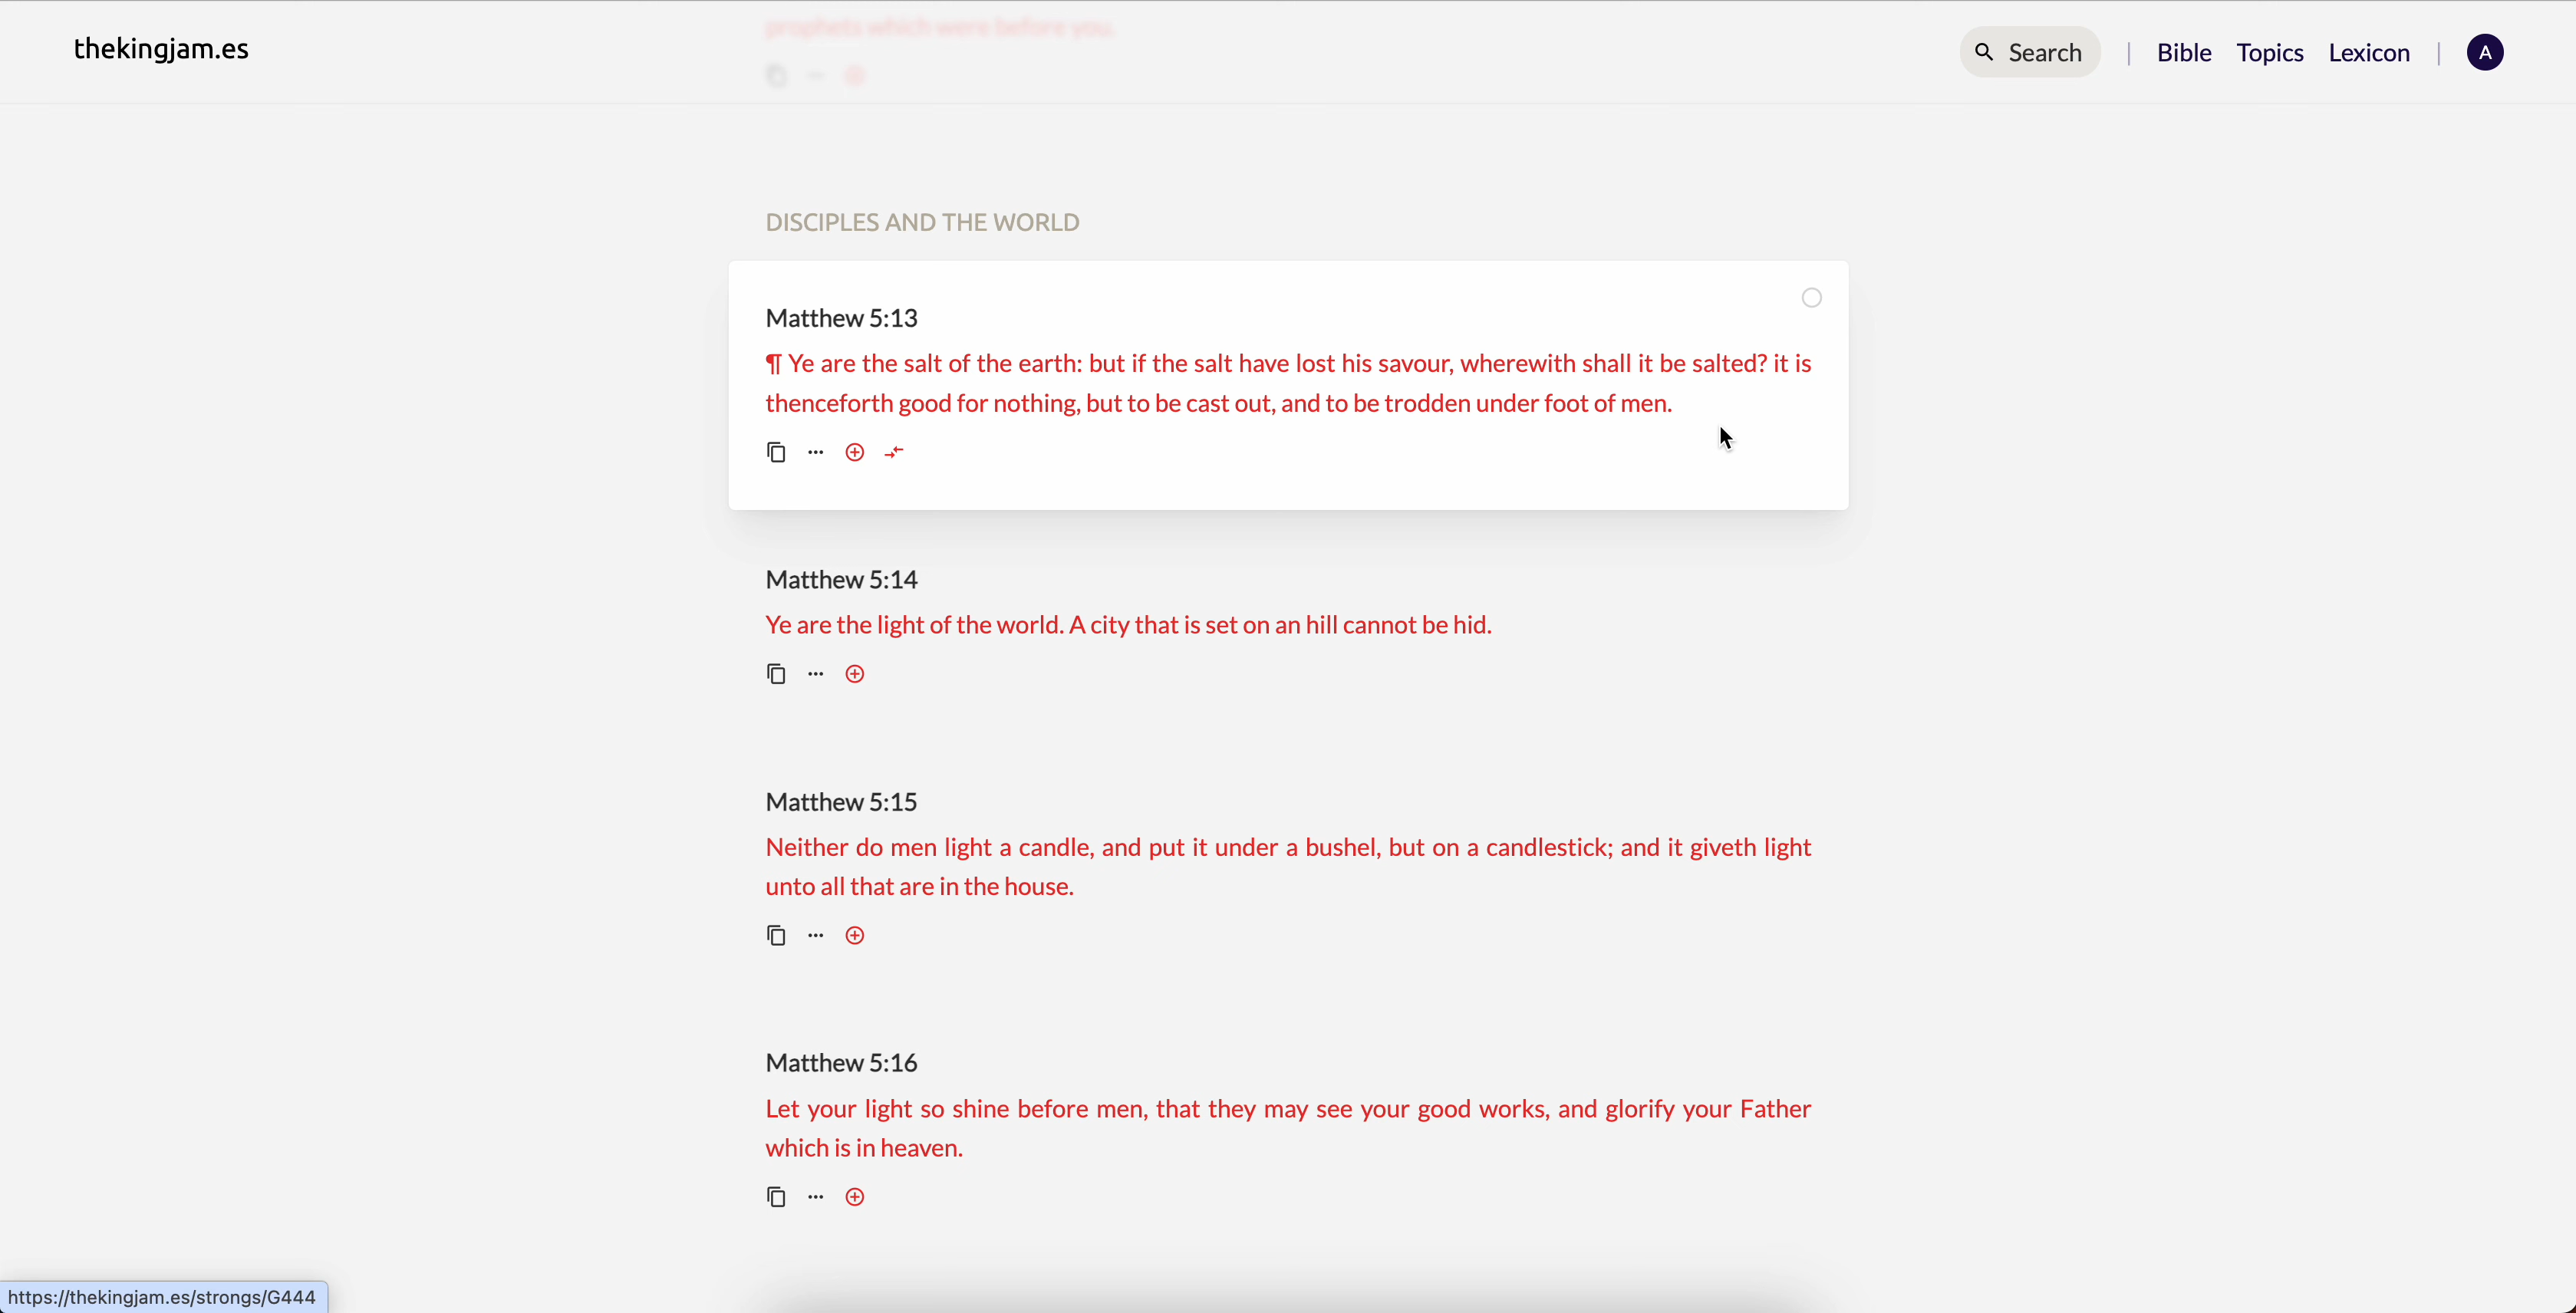 prophets which were before you.
thekingjam.es
Search | Bible Topics Lexicon | A
DISCIPLES AND THE WORLD
Matthew 5:13
¶ Ye are the salt of the earth: but if the salt have lost his savour, wherewith shall it be salted? it is
thenceforth good for nothing, but to be cast out, and to be trodden under foot of men.
Matthew 5:14
Ye are the light of the world. A city that is set on an hill cannot be hid.
Matthew 5:15
Neither do men light a candle, and put it under a bushel, but on a candlestick; and it giveth light
unto all that are in the house.
Matthew 5:16
Let your light so shine before men, that they may see your good works, and glorify your Father
which is in heaven.
https://thekingjam.es/strongs/G444